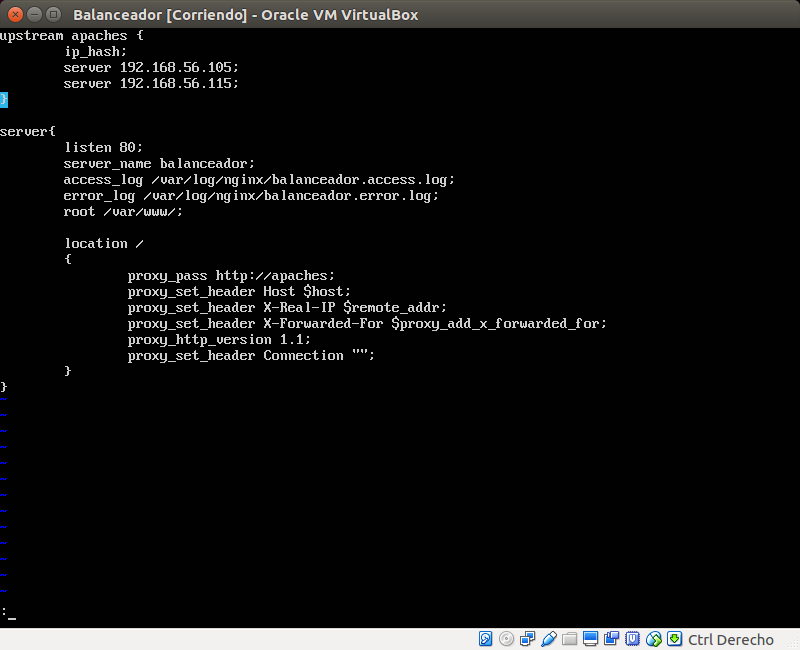 Balanceador [Corriendo] - Oracle VM VirtualBox
upstream apaches {
        ip_hash;
        server 192.168.56.105;
        server 192.168.56.115;
}

server{
        listen 80;
        server_name balanceador;
        access_log /var/log/nginx/balanceador.access.log;
        error_log /var/log/nginx/balanceador.error.log;
        root /var/www/;

        location /
        {
                proxy_pass http://apaches;
                proxy_set_header Host $host;
                proxy_set_header X-Real-IP $remote_addr;
                proxy_set_header X-Forwarded-For $proxy_add_x_forwarded_for;
                proxy_http_version 1.1;
                proxy_set_header Connection "";
        }
}
~
~
~
~
~
~
~
~
~
~
~
~
~
:_
Ctrl Derecho